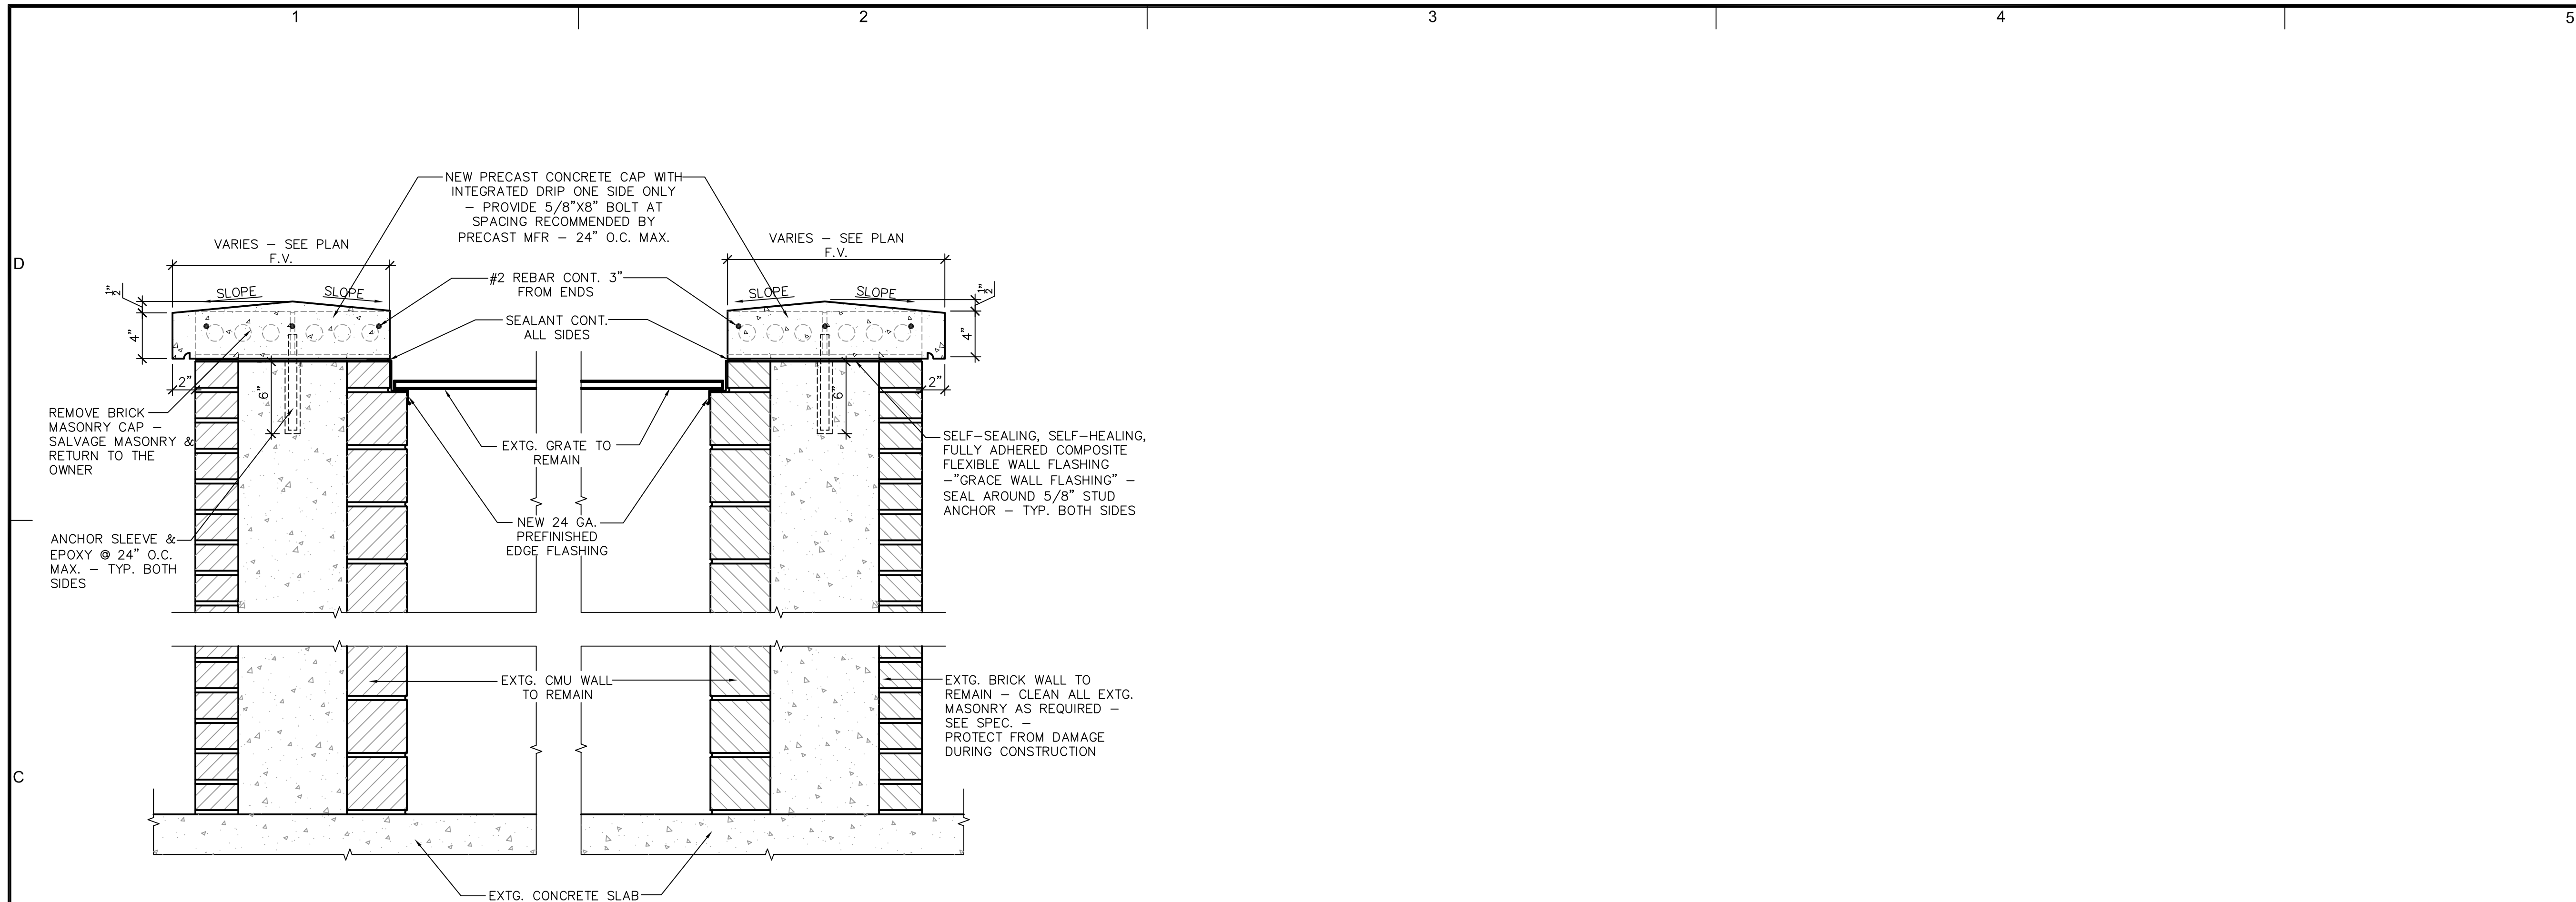 1
2
3
4
5
D
C
NEW PRECAST CONCRETE CAP WITH
INTEGRATED DRIP ONE SIDE ONLY
– PROVIDE 5/8"X8" BOLT AT
SPACING RECOMMENDED BY
PRECAST MFR – 24" O.C. MAX.
VARIES – SEE PLAN
F.V.
VARIES – SEE PLAN
F.V.
#2 REBAR CONT. 3"
FROM ENDS
SLOPE
SLOPE
SLOPE
SLOPE
1/2"
1/2"
4"
4"
SEALANT CONT.
ALL SIDES
2"
2"
6"
6"
REMOVE BRICK
MASONRY CAP –
SALVAGE MASONRY &
RETURN TO THE
OWNER
EXTG. GRATE TO
REMAIN
SELF–SEALING, SELF–HEALING,
FULLY ADHERED COMPOSITE
FLEXIBLE WALL FLASHING
–"GRACE WALL FLASHING" –
SEAL AROUND 5/8" STUD
ANCHOR – TYP. BOTH SIDES
ANCHOR SLEEVE &
EPOXY @ 24" O.C.
MAX. – TYP. BOTH
SIDES
NEW 24 GA.
PREFINISHED
EDGE FLASHING
EXTG. CMU WALL
TO REMAIN
EXTG. BRICK WALL TO
REMAIN – CLEAN ALL EXTG.
MASONRY AS REQUIRED –
SEE SPEC. –
PROTECT FROM DAMAGE
DURING CONSTRUCTION
EXTG. CONCRETE SLAB